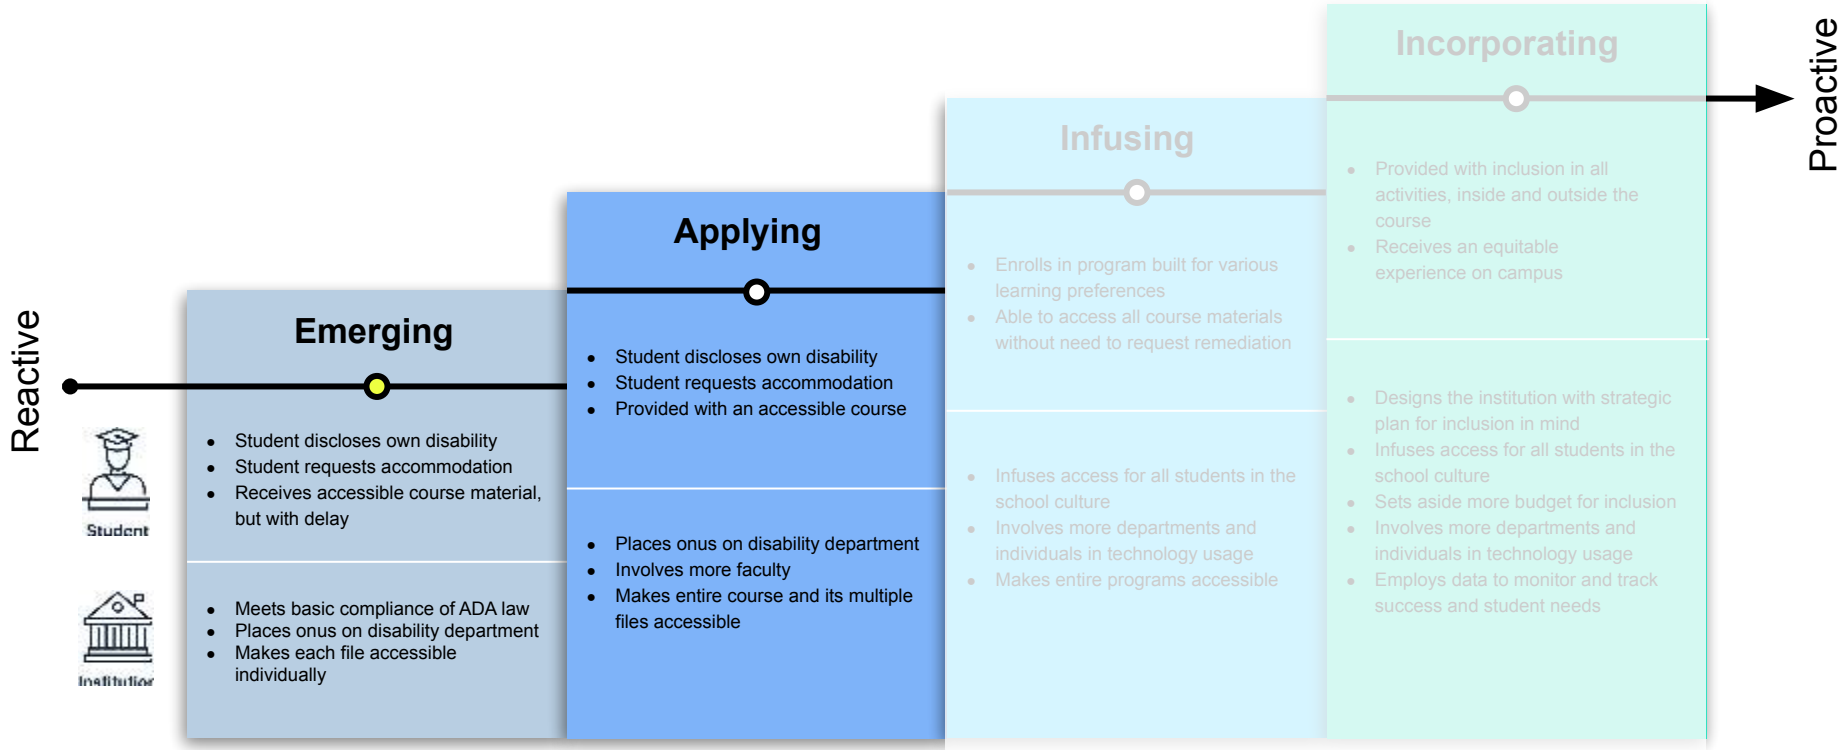 Reactive
Student
Institution
Emerging
● Student discloses own disability
● Student requests accommodation
● Receives accessible course material,
but with delay
● Meets basic compliance of ADA law
● Places onus on disability department
● Makes each file accessible
individually
Applying
● Student discloses own disability
● Student requests accommodation
● Provided with an accessible course
● Places onus on disability department
● Involves more faculty
● Makes entire course and its multiple
files accessible
Infusing
● Enrolls in program built for various
learning preferences
● Able to access all course materials
without need to request remediation
● Infuses access for all students in the
school culture
● Involves more departments and
individuals in technology usage
● Makes entire programs accessible
Incorporating
● Provided with inclusion in all
activities, inside and outside the
course
● Receives an equitable
experience on campus
● Designs the institution with strategic
plan for inclusion in mind
● Infuses access for all students in the
school culture
● Sets aside more budget for inclusion
● Involves more departments and
individuals in technology usage
● Employs data to monitor and track
success and student needs
Proactive